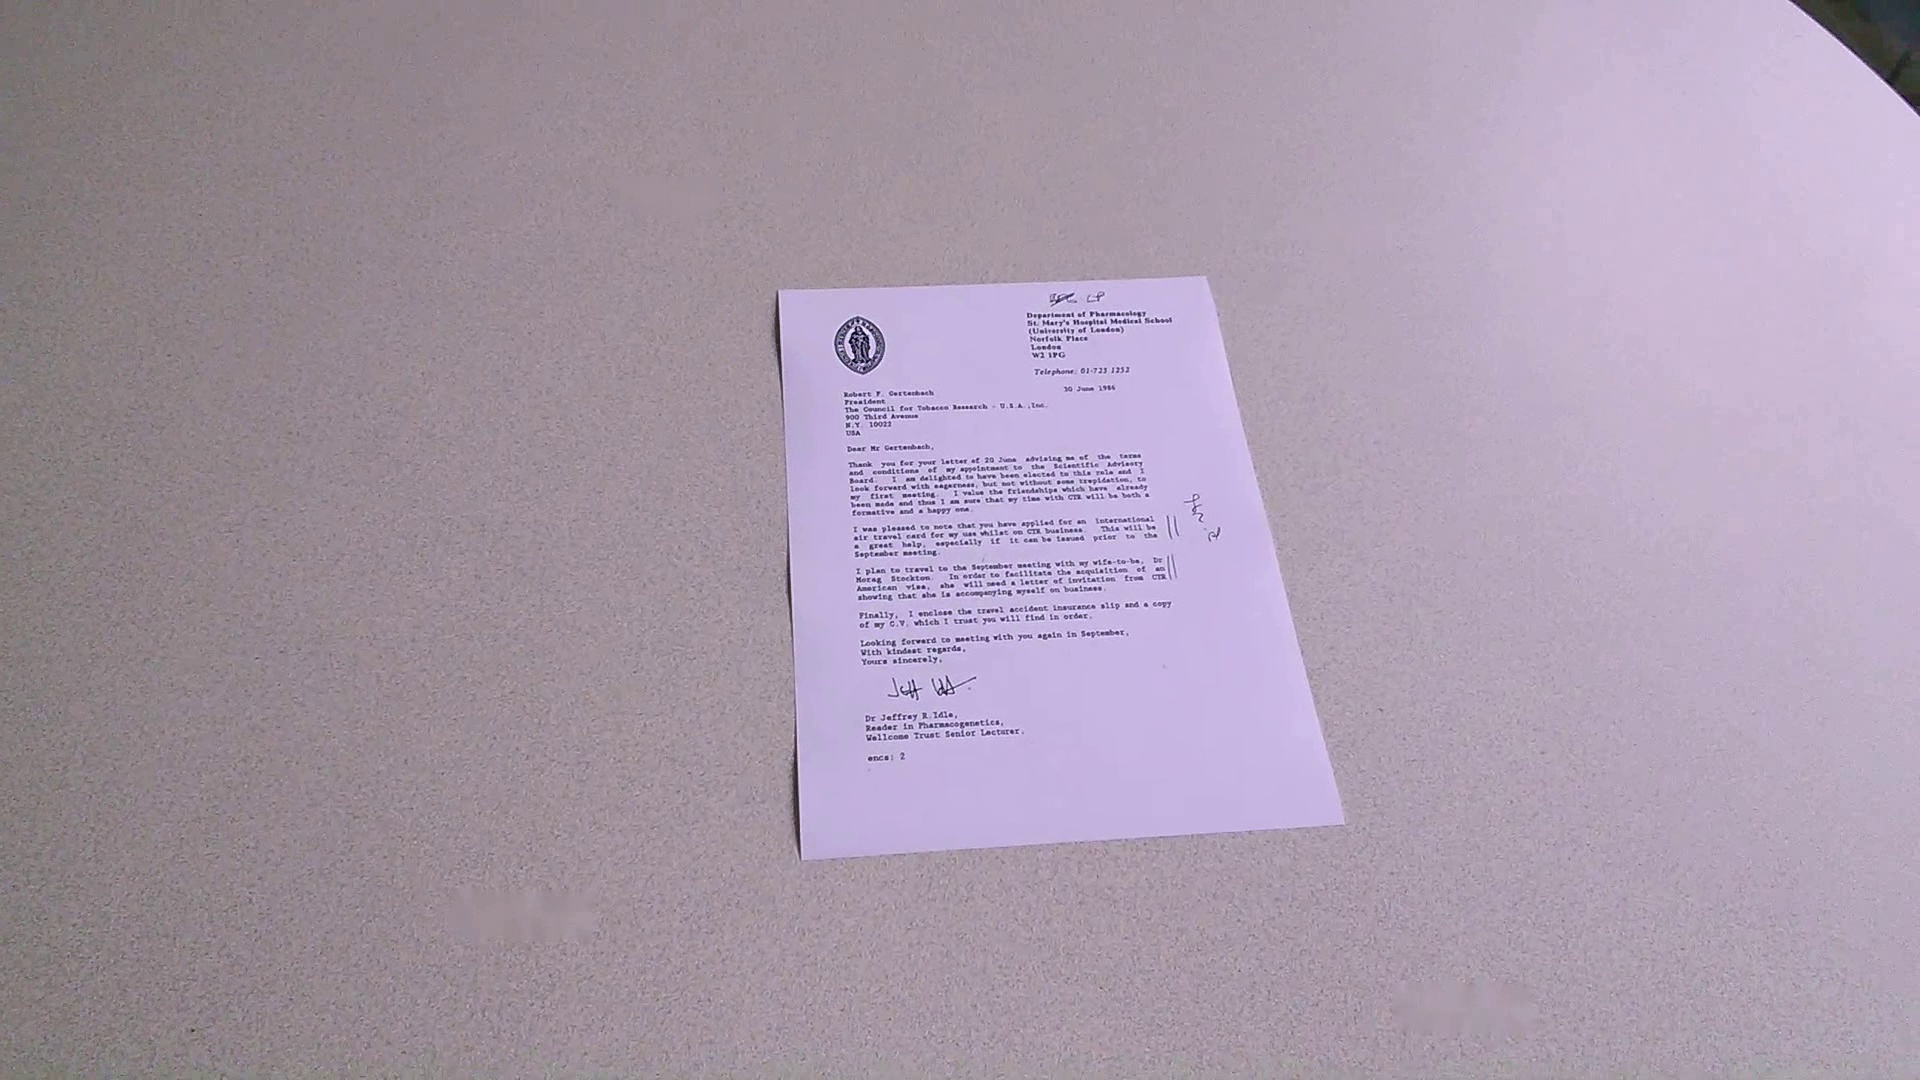 Department of Pharmacology
St. Mary's Hospital Medical School
(University of London)
Norfolk Place
London
W2 1PG
Telephone: 01-723 1252
30 June 1986
Robert F. Gertenbach
President
The Council for Tobacco Research - U.S.A.,Inc.
900 Third Avenue
N.Y. 10022
USA
Dear Mr Gertenbach,
Thank you for your letter of 20 June advising me of the terms
and conditions of my appointment to the Scientific Advisory
Board. I am delighted to have been elected to this role and I
look forward with eagerness, but not without some trepidation, to
my first meeting. I value the friendships which have already
been made and thus I am sure that my time with CTR will be both a
formative and a happy one.
I was pleased to note that you have applied for an international
air travel card for my use whilst on CTR business. This will be
a great help, especially if it can be issued prior to the
September meeting.
I plan to travel to the September meeting with my wife-to-be, Dr
Morag Stockton. In order to facilitate the acquisition of an
American visa, she will need a letter of invitation from CTR
showing that she is accompanying myself on business.
Finally, I enclose the travel accident insurance slip and a copy
of my C.V. which I trust you will find in order.
Looking forward to meeting with you again in September,
With kindest regards,
Yours sincerely,
Dr Jeffrey R.Idle,
Reader in Pharmacogenetics,
Wellcome Trust Senior Lecturer.
encs: 2